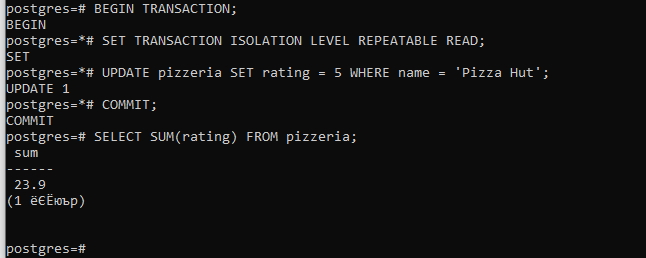 postgres=# BEGIN TRANSACTION;
BEGIN
postgres=*# SET TRANSACTION ISOLATION LEVEL REPEATABLE READ;
SET
postgres=*# UPDATE pizzeria SET rating = 5 WHERE name = 'Pizza Hut';
UPDATE 1
postgres=*# COMMIT;
COMMIT
postgres=# SELECT SUM(rating) FROM pizzeria;
sum
------
23.9
(1 ёЄЁюър)
postgres=#